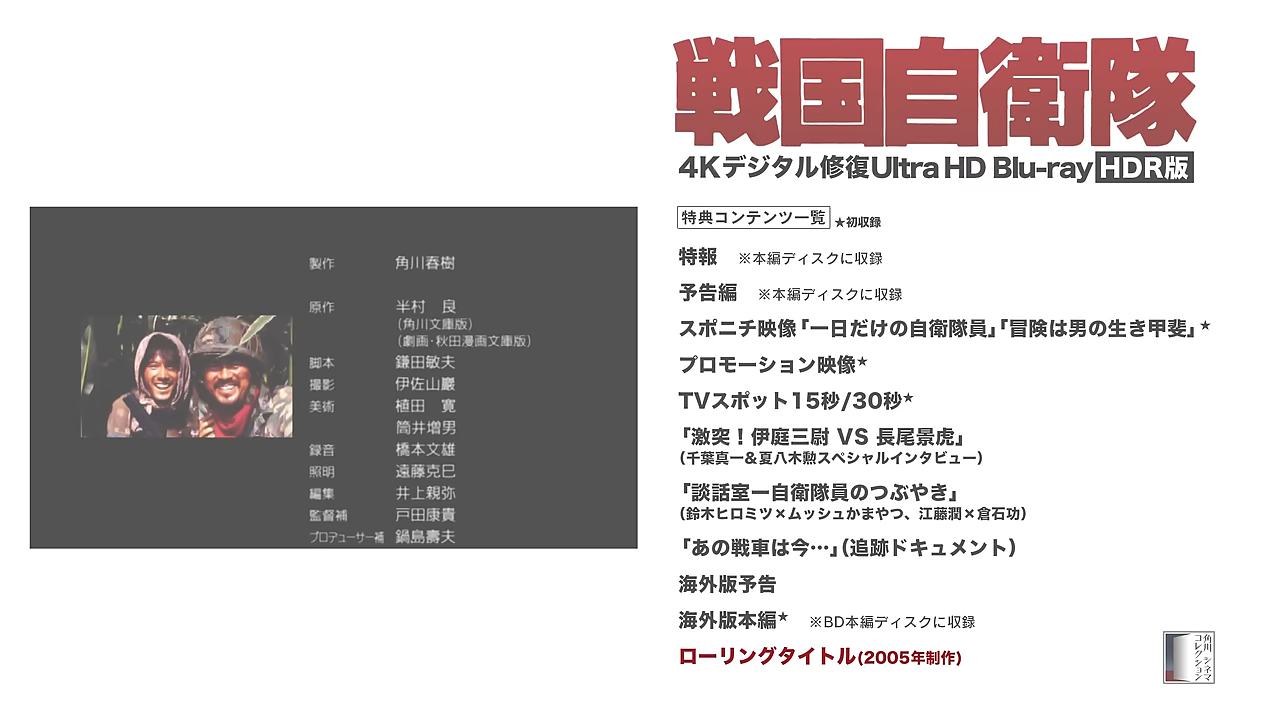 戦国自衛隊
4Kデジタル修復Ultra HD Blu-ray HDR版
特典コンテンツ一覧 ★初収録
特報 ※本編ディスクに収録
予告編 ※本編ディスクに収録
スポニチ映像「一日だけの自衛隊員」「冒険は男の生き甲斐」★
プロモーション映像★
TVスポット15秒/30秒★
「激突！伊庭三尉 VS 長尾景虎」
（千葉真一&夏八木勲スペシャルインタビュー）
「談話室ー自衛隊員のつぶやき」
（鈴木ヒロミツ×ムッシュかまやつ、江藤潤×倉石功）
「あの戦車は今…」（追跡ドキュメント）
海外版予告
海外版本編★ ※BD本編ディスクに収録
ローリングタイトル(2005年制作)
製作 角川春樹
原作 半村 良
（角川文庫版）
（劇画・秋田漫画文庫版）
脚本 鎌田敏夫
撮影 伊佐山巖
美術 植田 寛
筒井増男
録音 橋本文雄
照明 遠藤克巳
編集 井上親弥
監督補 戸田康貴
プロデューサー補 鍋島壽夫
角川シネマ
コレクション